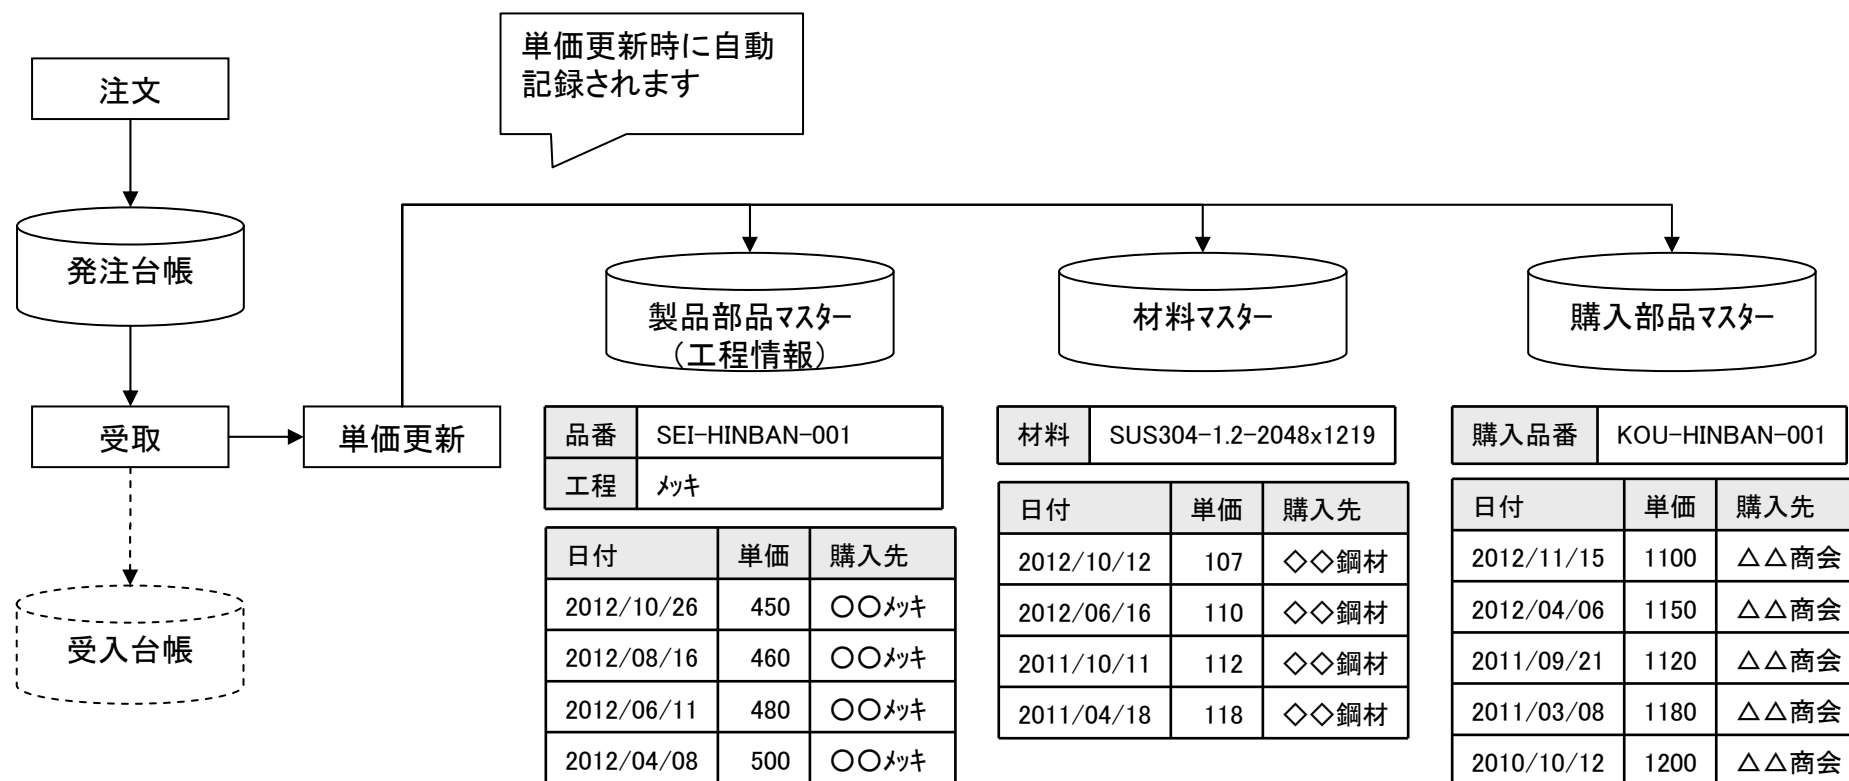 単価更新時に自動
記録されます
注文
発注台帳
製品部品ﾏｽﾀｰ
（工程情報）
材料ﾏｽﾀｰ
購入部品ﾏｽﾀｰ
受取
単価更新
受入台帳
品番 SEI-HINBAN-001
工程 ﾒｯｷ
日付 単価 購入先
2012/10/26 450 〇〇ﾒｯｷ
2012/08/16 460 〇〇ﾒｯｷ
2012/06/11 480 〇〇ﾒｯｷ
2012/04/08 500 〇〇ﾒｯｷ
材料 SUS304-1.2-2048x1219
日付 単価 購入先
2012/10/12 107 ◇◇鋼材
2012/06/16 110 ◇◇鋼材
2011/10/11 112 ◇◇鋼材
2011/04/18 118 ◇◇鋼材
購入品番 KOU-HINBAN-001
日付 単価 購入先
2012/11/15 1100 △△商会
2012/04/06 1150 △△商会
2011/09/21 1120 △△商会
2011/03/08 1180 △△商会
2010/10/12 1200 △△商会